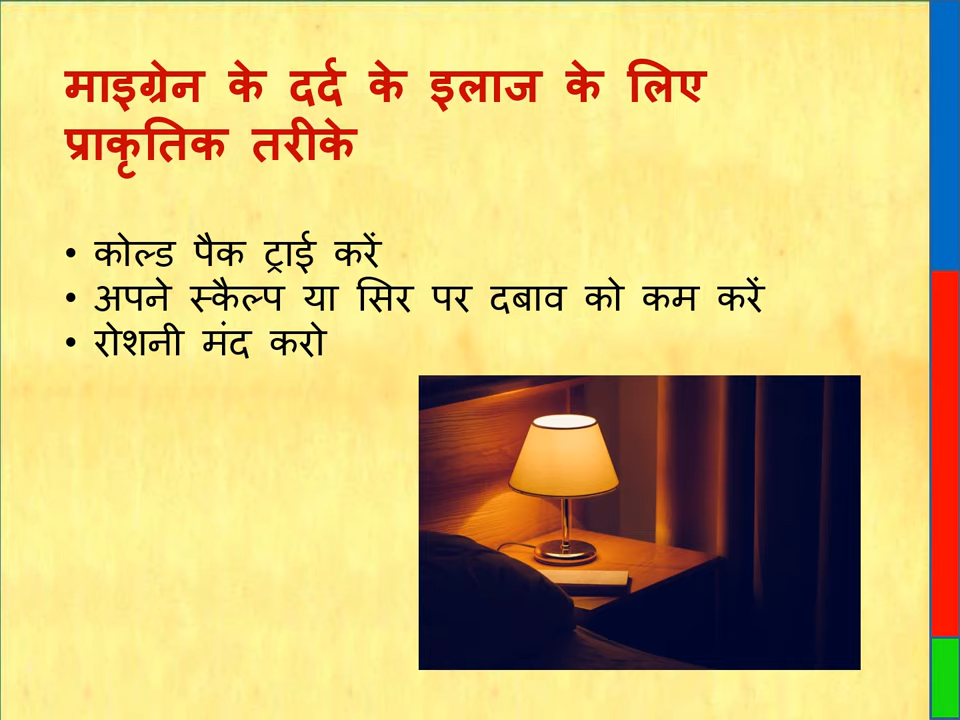 माइग्रेन के दर्द के इलाज के लिए
प्राकृतिक तरीके
• कोल्ड पैक ट्राई करें
• अपने स्कैल्प या सिर पर दबाव को कम करें
• रोशनी मंद करो